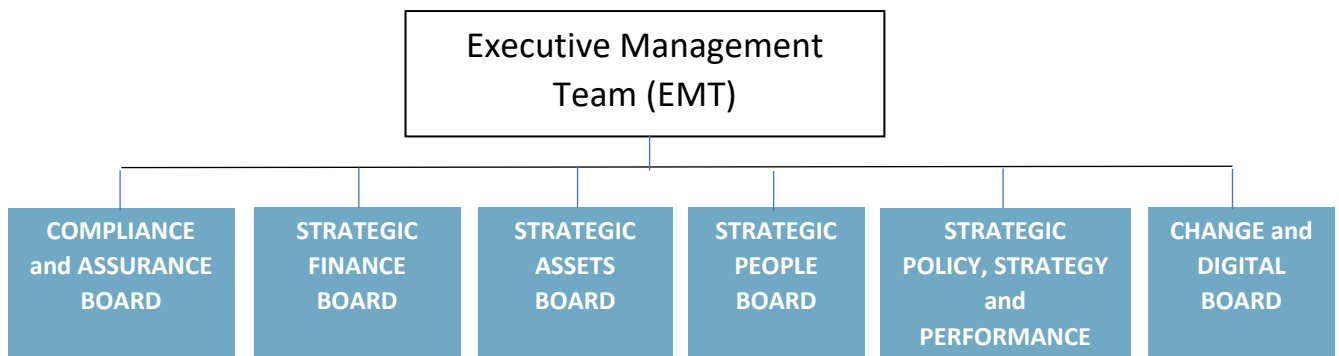 Executive Management
Team (EMT)
COMPLIANCE
and ASSURANCE
BOARD
STRATEGIC
FINANCE
BOARD
STRATEGIC
ASSETS
BOARD
STRATEGIC
PEOPLE
BOARD
STRATEGIC
POLICY, STRATEGY
and
PERFORMANCE
CHANGE and
DIGITAL
BOARD